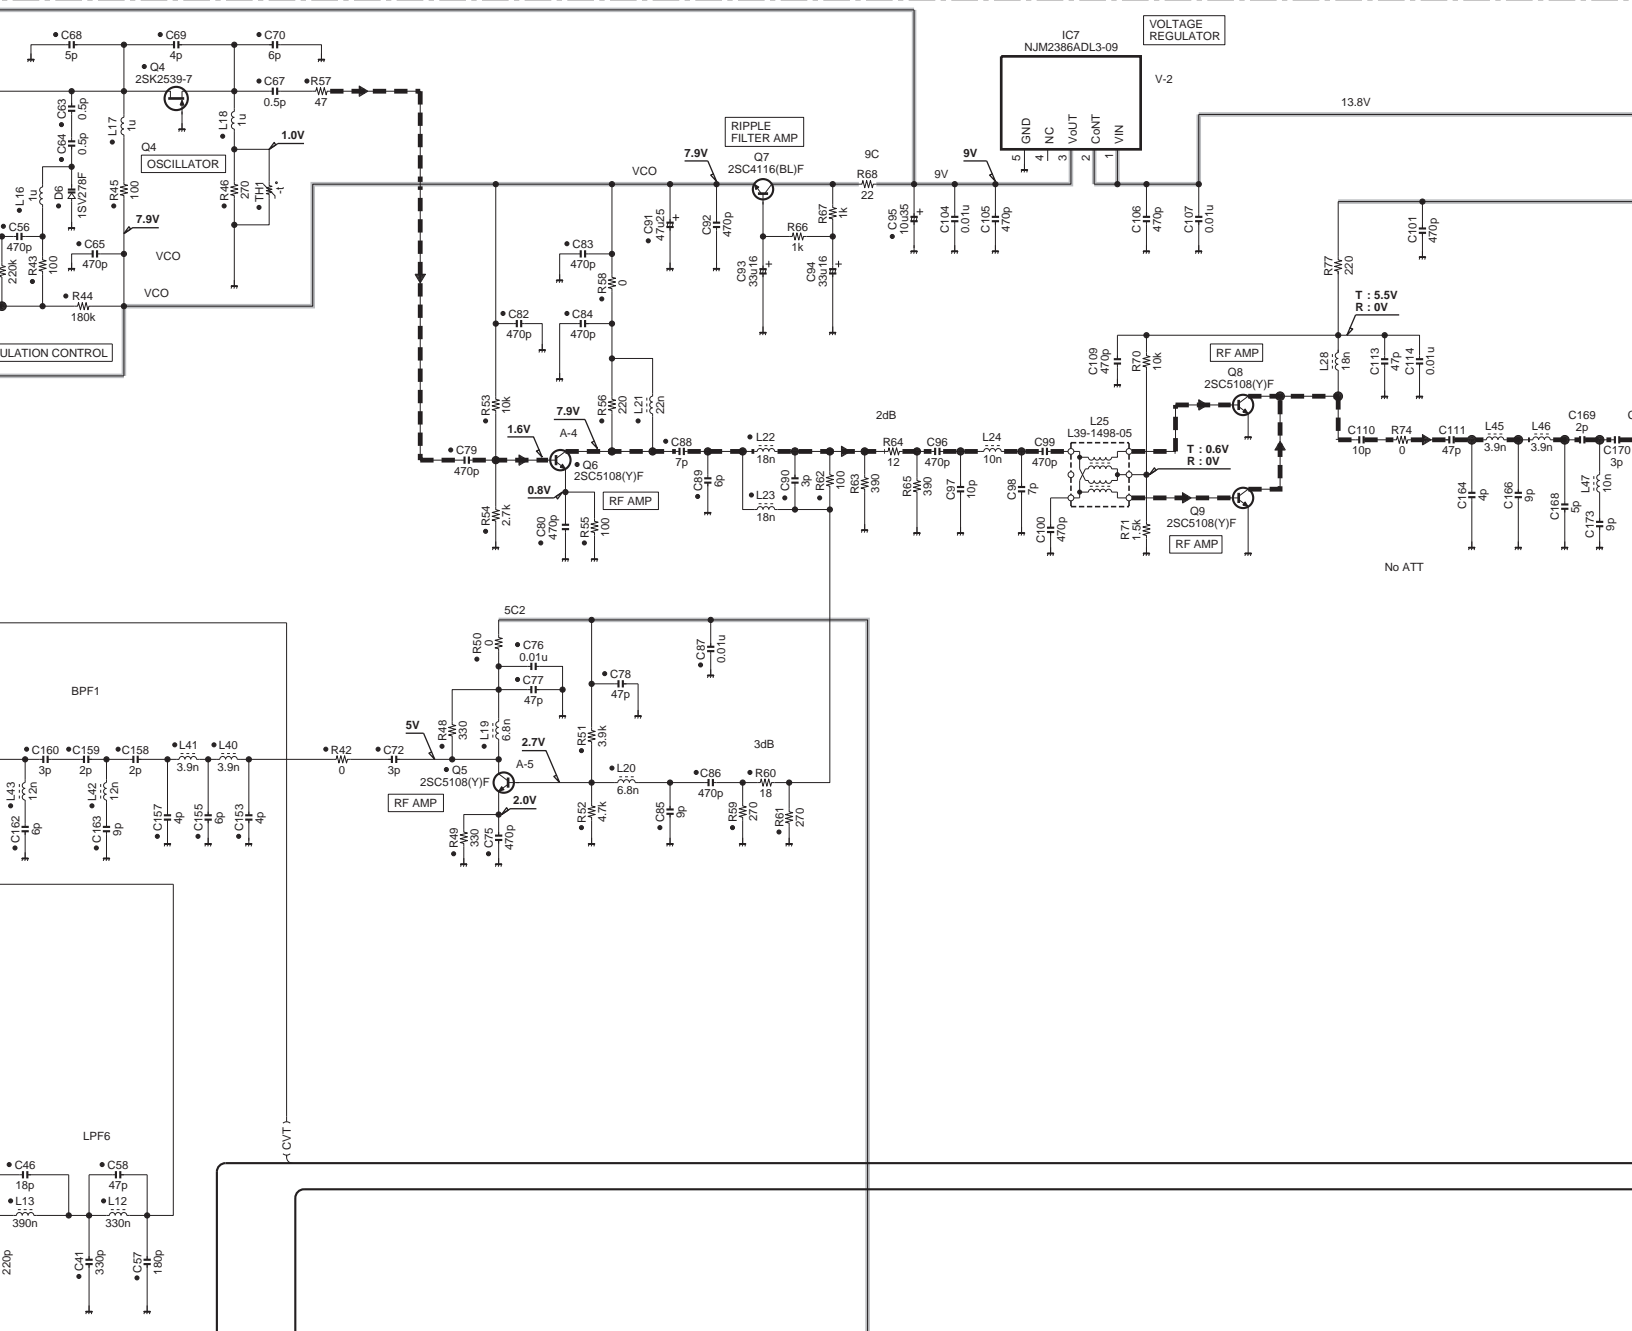 C68
5p
C69
4p
C70
6p
Q4
2SK2539-7
C67
0.5p
R57
47
C63
0.5p
C64
0.5p
L17
1u
L18
1u
1.0V
Q4
OSCILLATOR
L16
1u
D6
1SV278F
R45
100
R46
270
TH1
7.9V
C56
470p
C65
470p
VCO
220k
R43
100
VCO
R44
180k
ULATION CONTROL
VCO
7.9V
RIPPLE
FILTER AMP
Q7
2SC4116(BL)F
9C
R68
22
9V
9V
IC7
NJM2386ADL3-09
VOLTAGE
REGULATOR
V-2
GND
NC
VoUT
CoNT
VIN
5
4
3
2
1
13.8V
C91
47u25
C92
470p
R67
1k
R66
1k
C93
33u16
C94
33u16
C95
10u35
C104
0.01u
C105
470p
C106
470p
C107
0.01u
C101
470p
C83
470p
R58
0
C82
470p
C84
470p
R77
220
T : 5.5V
R : 0V
C109
470p
R70
10k
RF AMP
Q8
2SC5108(Y)F
L28
18n
C113
47p
C114
0.01u
R53
10k
R56
220
L21
22n
7.9V
A-4
1.6V
C79
470p
Q6
2SC5108(Y)F
0.8V
RF AMP
C88
7p
C89
6p
L22
18n
L23
18n
C90
3p
R62
100
2dB
R63
390
R64
12
R65
390
C96
470p
C97
10p
L24
10n
C98
7p
C99
470p
L25
L39-1498-05
T : 0.6V
R : 0V
C100
470p
R71
1.5k
Q9
2SC5108(Y)F
RF AMP
C110
10p
R74
0
C111
47p
L45
3.9n
L46
3.9n
C169
2p
C170
3p
C164
4p
C166
9p
C168
5p
L47
10n
C173
9p
No ATT
R54
2.7k
C80
470p
R55
100
5C2
R50
0
C76
0.01u
C77
47p
C78
47p
C87
0.01u
BPF1
R48
330
L19
6.8n
R51
3.9k
5V
2.7V
A-5
3dB
C160
3p
C159
2p
C158
2p
L41
3.9n
L40
3.9n
R42
0
C72
3p
Q5
2SC5108(Y)F
RF AMP
2.0V
L20
6.8n
C86
470p
R60
18
L43
12n
C162
6p
L42
12n
C163
9p
C157
4p
C155
6p
C153
4p
R49
330
C75
470p
R52
4.7k
C85
9p
R59
270
R61
270
CVT
LPF6
C46
18p
C58
47p
L13
390n
L12
330n
220p
C41
330p
C57
180p